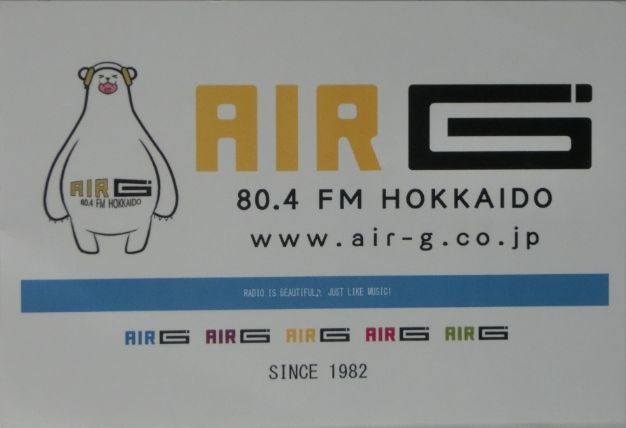 AIR G
80.4 FM HOKKAIDO
www.air-g.co.jp
AIR G
80.4 FM HOKKAIDO
RADIO IS BEAUTIFUL♪ JUST LIKE MUSIC!
AIR G AIR G AIR G AIR G AIR G
SINCE 1982